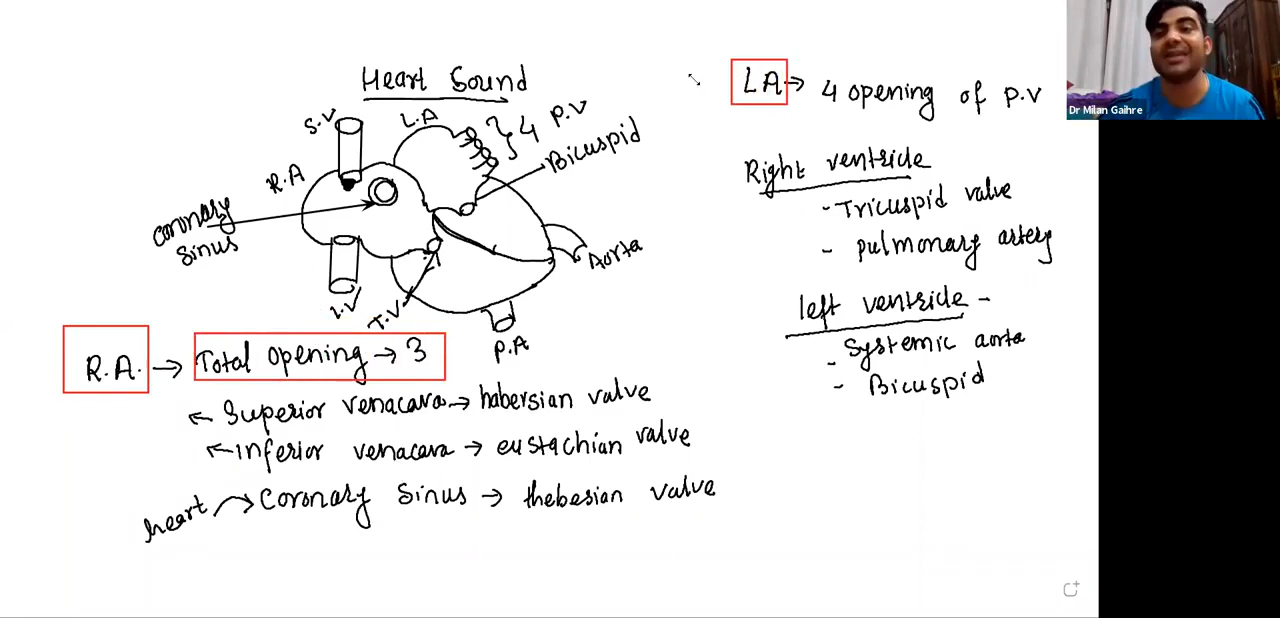 Heart Sound
S.V
L.A
4 P.V
Bicuspid
R.A
Coronary
Sinus
Aorta
I.V
T.V
P.A
R.A. → Total opening → 3
← Superior venacava → habersian valve
← Inferior venacava → eustachian valve
heart → Coronary Sinus → thebesian valve
LA → 4 opening of P.V
Right ventricle
- Tricuspid valve
- pulmonary artery
left ventricle -
- Systemic aorta
- Bicuspid
Dr Milan Gaihre